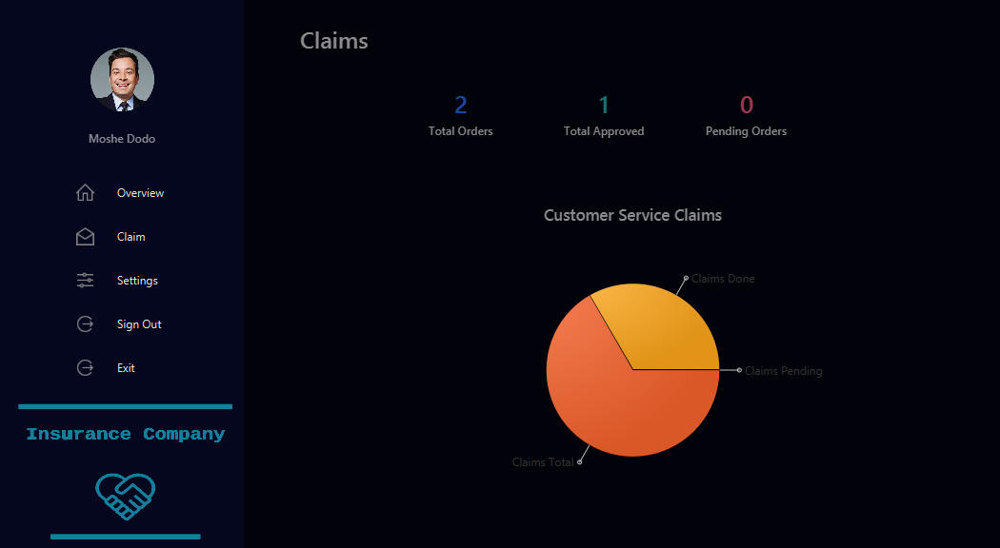 Moshe Dodo
Overview
Claim
Settings
Sign Out
Exit
Insurance Company
Claims
2
Total Orders
1
Total Approved
0
Pending Orders
Customer Service Claims
Claims Done
Claims Pending
Claims Total